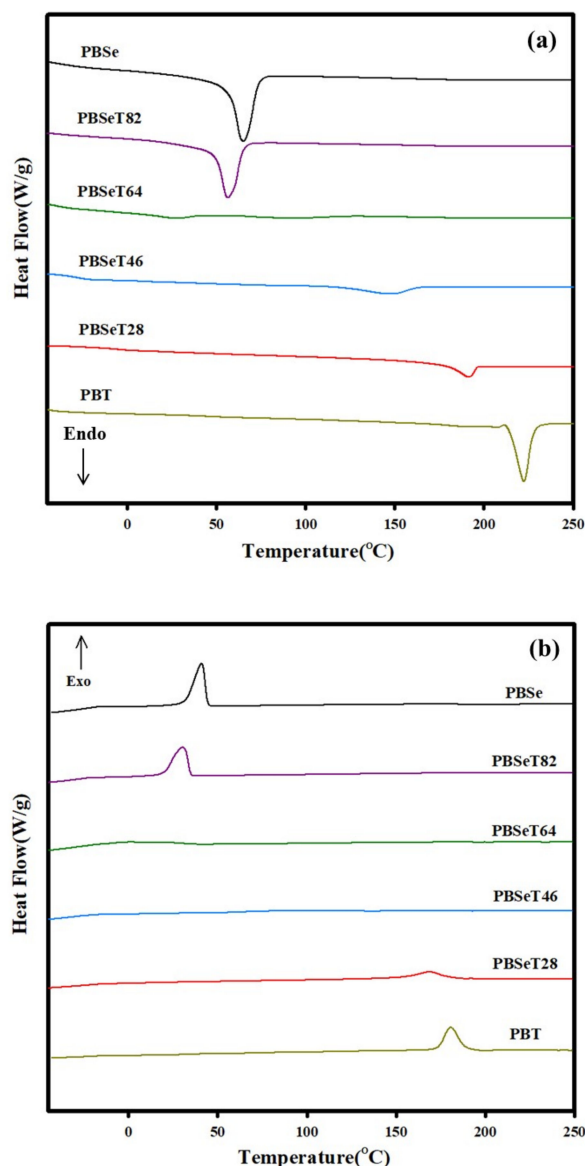 (a)
PBSe
PBSeT82
PBSeT64
PBSeT46
PBSeT28
PBT
Endo
Heat Flow(W/g)
0 50 100 150 200 250
Temperature(°C)
(b)
Exo
PBSe
PBSeT82
PBSeT64
PBSeT46
PBSeT28
PBT
Heat Flow(W/g)
0 50 100 150 200 250
Temperature(°C)